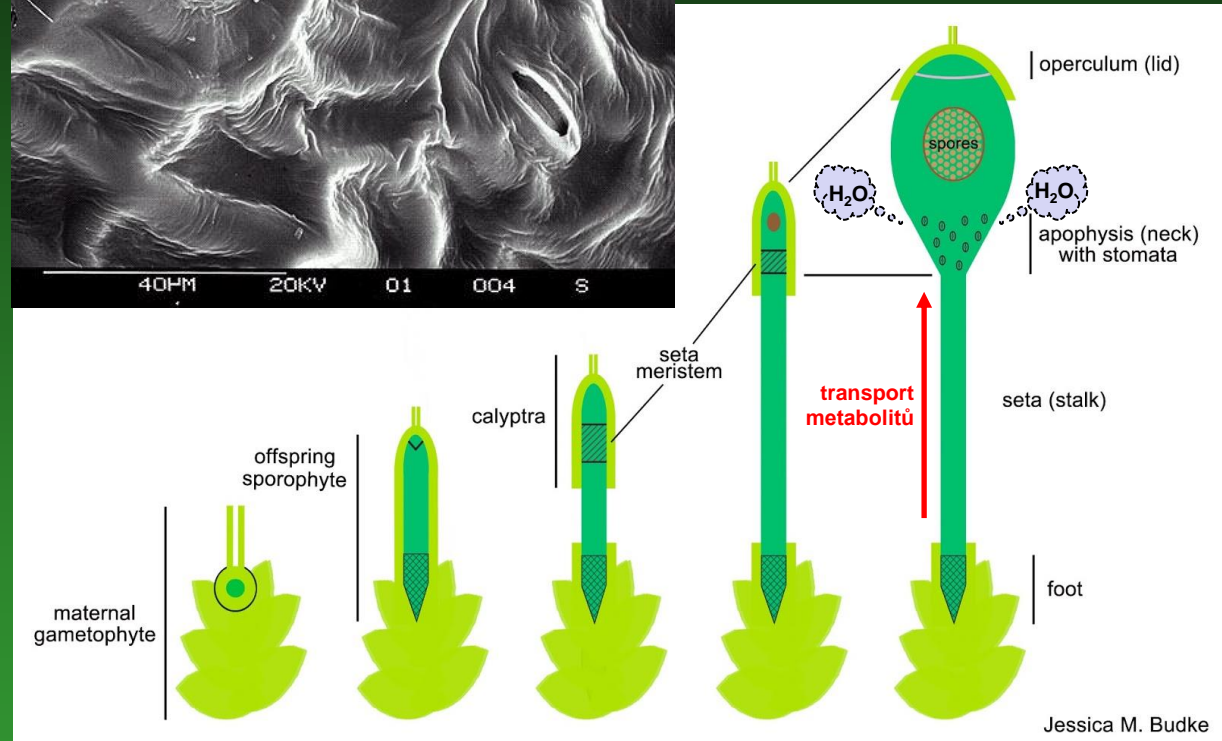 40µM 20KV 01 004 S
operculum (lid)
spores
H₂O
H₂O
apophysis (neck)
with stomata
seta
meristem
transport
metabolitů
seta (stalk)
calyptra
offspring
sporophyte
maternal
gametophyte
foot
Jessica M. Budke